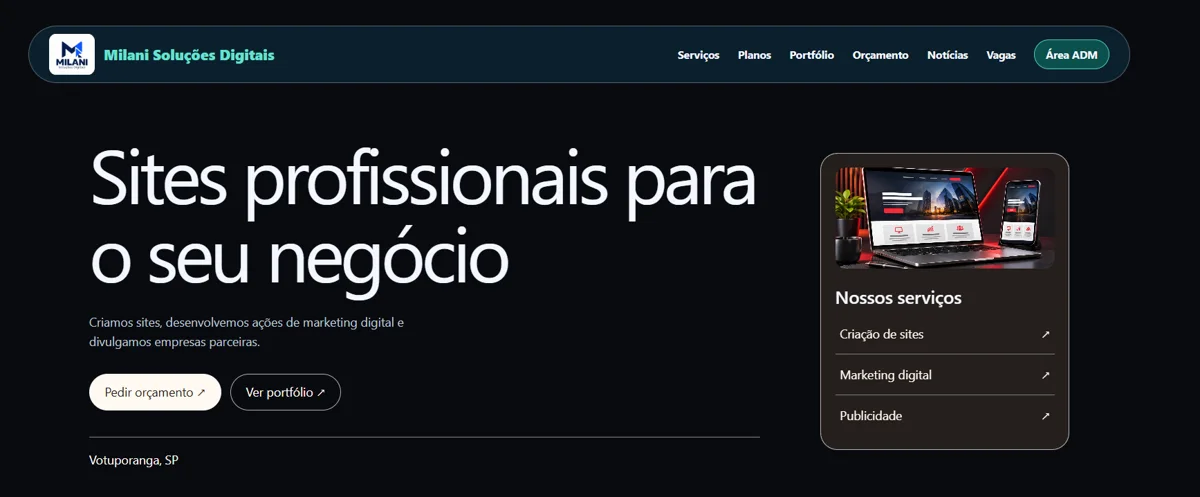 MILANI
Milani Soluções Digitais
Serviços
Planos
Portfólio
Orçamento
Notícias
Vagas
Área ADM
Sites profissionais para
o seu negócio
Criamos sites, desenvolvemos ações de marketing digital e
divulgamos empresas parceiras.
Pedir orçamento ↗
Ver portfólio ↗
Votuporanga, SP
Nossos serviços
Criação de sites ↗
Marketing digital ↗
Publicidade ↗